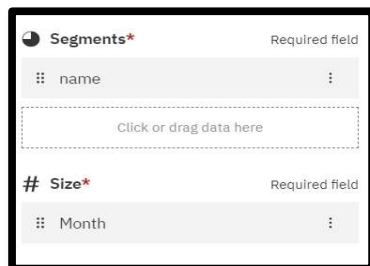 Segments* Required field
name
Click or drag data here
# Size* Required field
Month